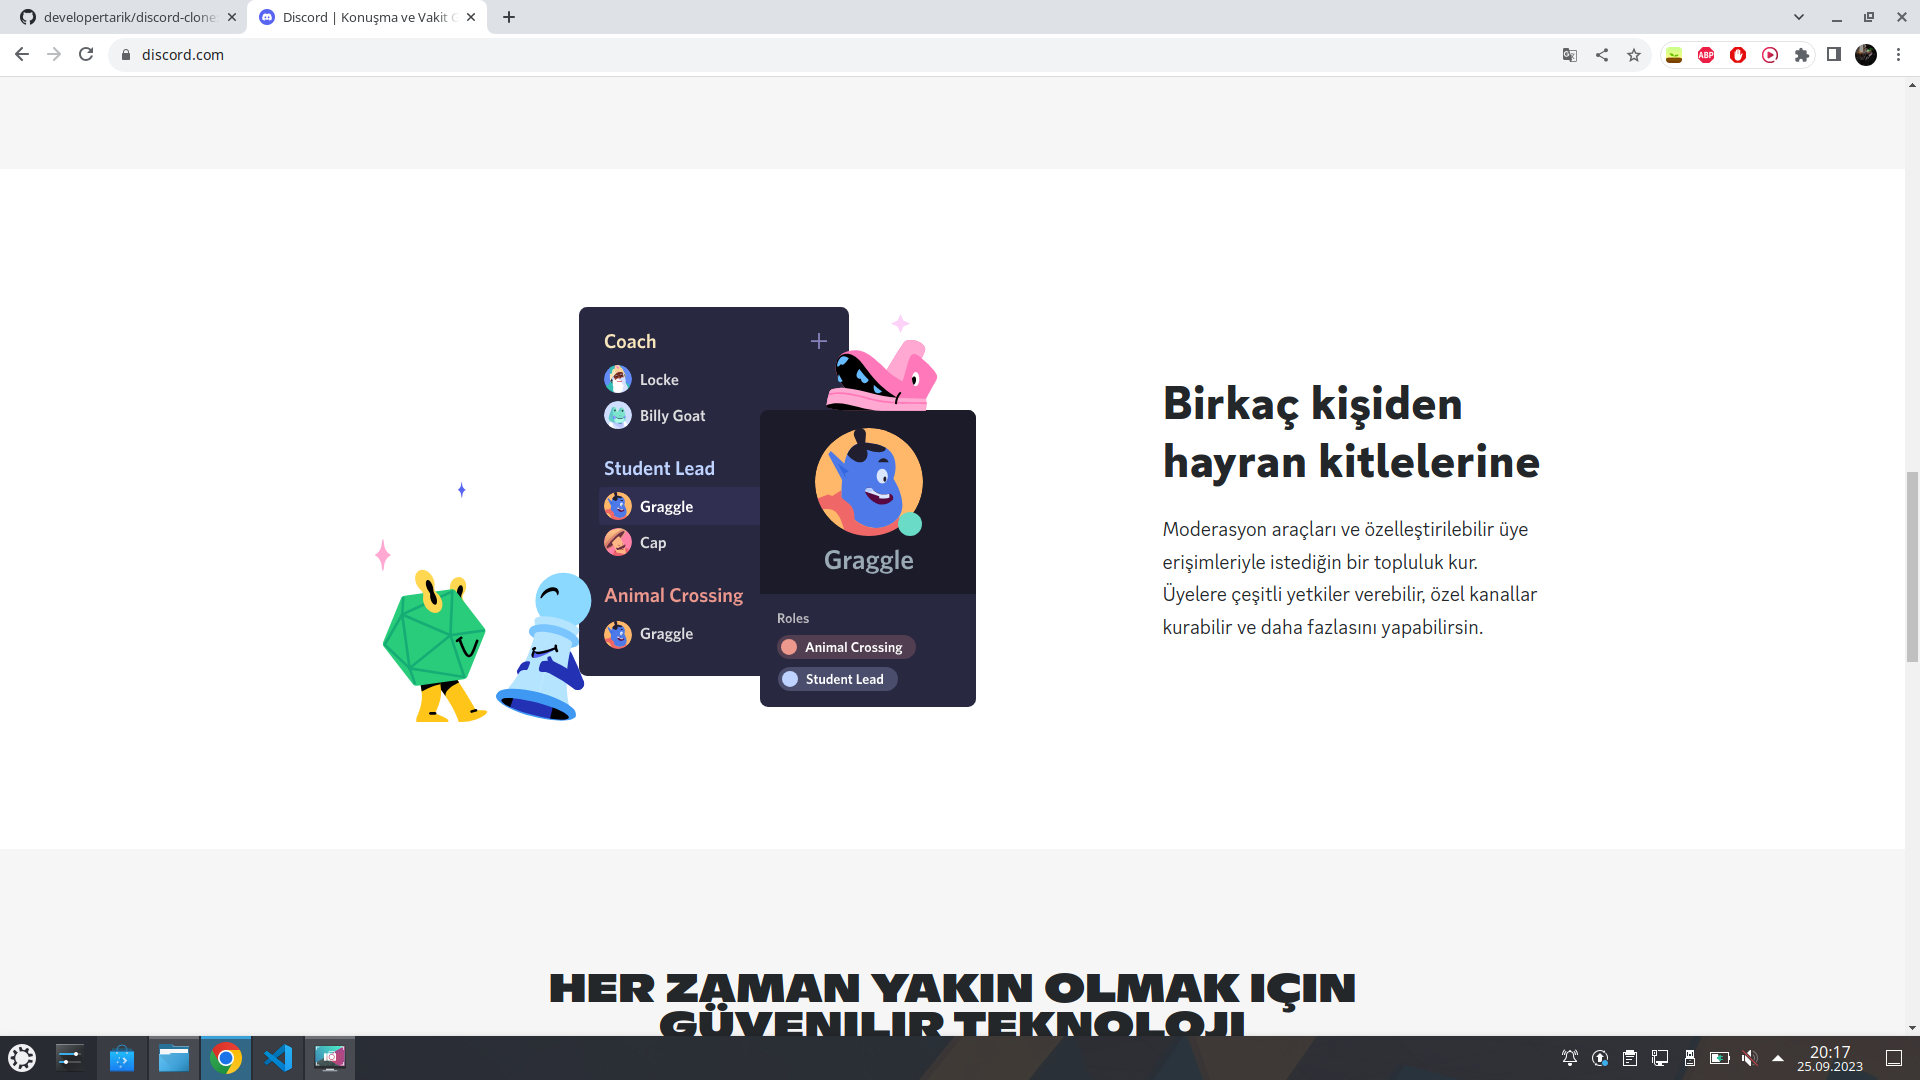 developertarik/discord-clone
Discord | Konuşma ve Vakit G
discord.com
ABP
Coach
Locke
Billy Goat
Student Lead
Graggle
Cap
Animal Crossing
Graggle
Graggle
Roles
Animal Crossing
Student Lead
Birkaç kişiden
hayran kitlelerine
Moderasyon araçları ve özelleştirilebilir üye
erişimleriyle istediğin bir topluluk kur.
Üyelere çeşitli yetkiler verebilir, özel kanallar
kurabilir ve daha fazlasını yapabilirsin.
HER ZAMAN YAKIN OLMAK IÇIN
GÜVENILIR TEKNOLOJI
20:17
25.09.2023